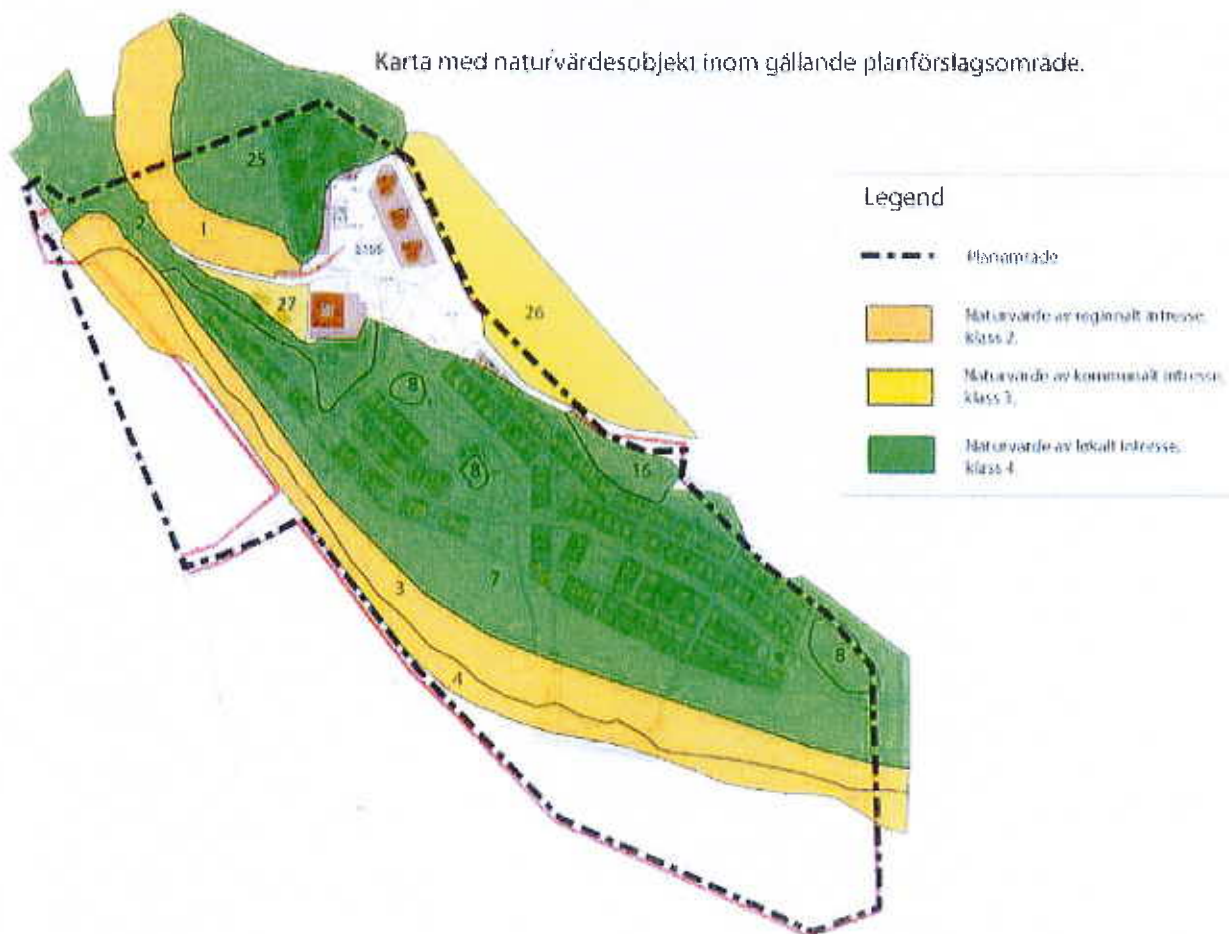 Karta med naturvärdesobjekt inom gällande planförslagsområde.
25
2
1
27
26
8
8
16
3
7
4
8
Legend
Planområde
Naturvärde av reginalt intresse,
klass 2.
Naturvärde av kommunalt intresse,
klass 3.
Naturvärde av lokalt intresse,
klass 4.